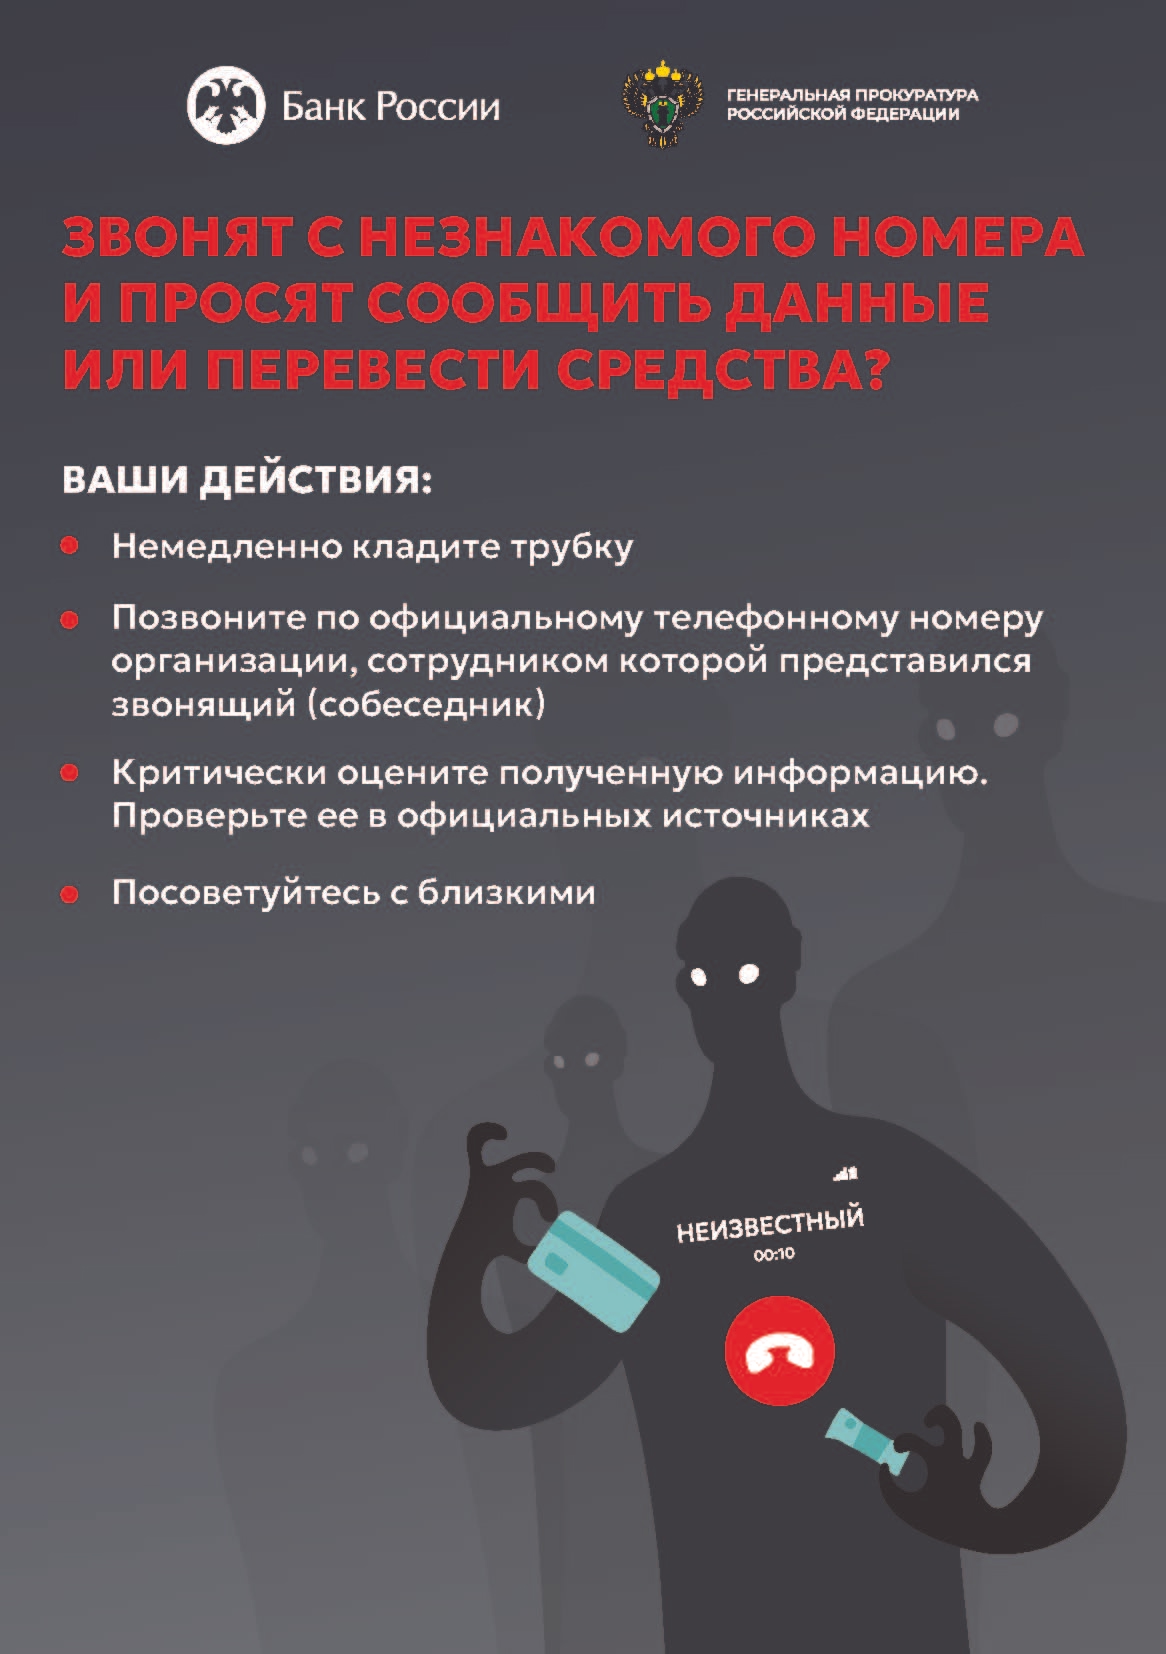 Банк России
ГЕНЕРАЛЬНАЯ ПРОКУРАТУРА
РОССИЙСКОЙ ФЕДЕРАЦИИ
ЗВОНЯТ С НЕЗНАКОМОГО НОМЕРА
И ПРОСЯТ СООБЩИТЬ ДАННЫЕ
ИЛИ ПЕРЕВЕСТИ СРЕДСТВА?
ВАШИ ДЕЙСТВИЯ:
Немедленно кладите трубку
Позвоните по официальному телефонному номеру
организации, сотрудником которой представился
звонящий (собеседник)
Критически оцените полученную информацию.
Проверьте ее в официальных источниках
Посоветуйтесь с близкими
НЕИЗВЕСТНЫЙ
00:10